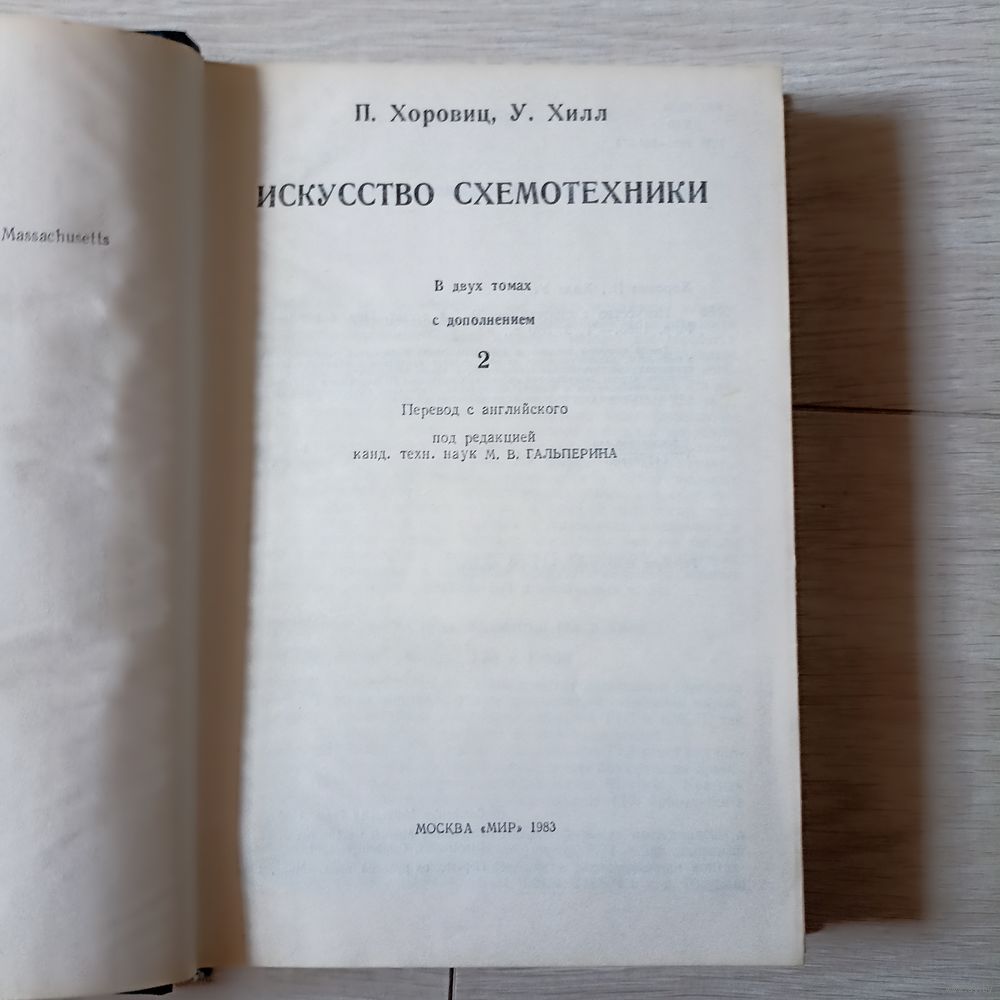 Massachusetts
П. Хоровиц, У. Хилл
ИСКУССТВО СХЕМОТЕХНИКИ
В двух томах
с дополнением
2
Перевод с английского
под редакцией
канд. техн. наук М. В. ГАЛЬПЕРИНА
МОСКВА «МИР» 1983